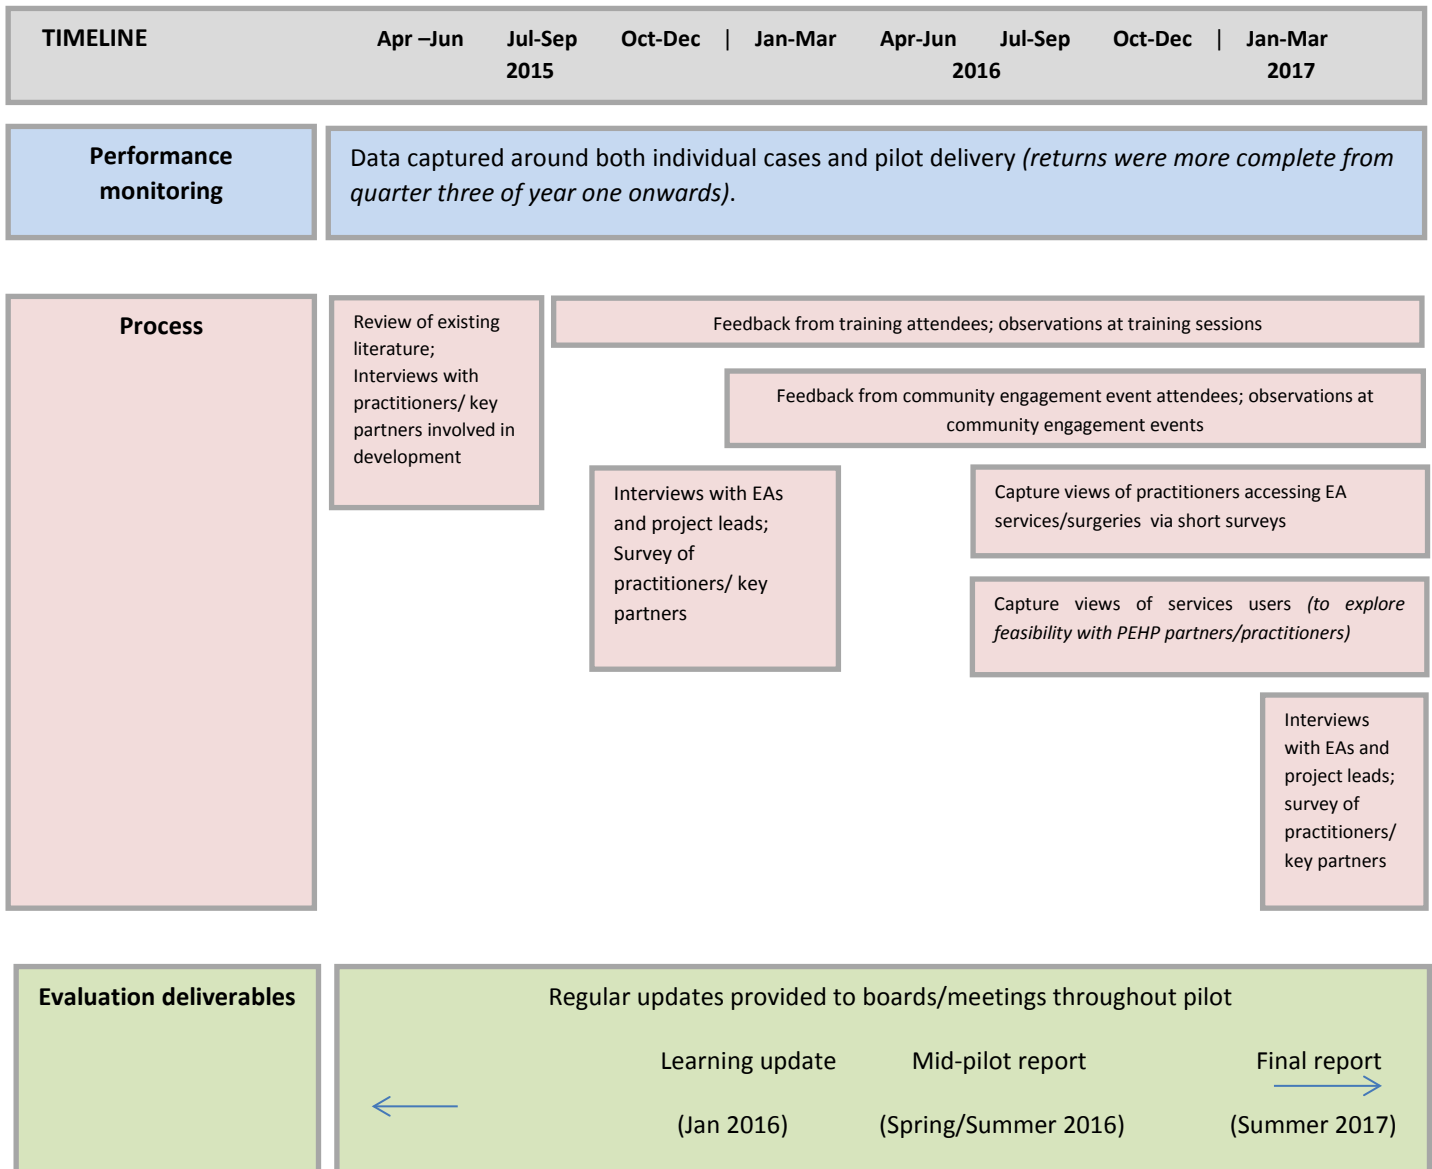 TIMELINE Apr –Jun Jul-Sep Oct-Dec | Jan-Mar Apr-Jun Jul-Sep Oct-Dec | Jan-Mar
2015 2016 2017
Performance
monitoring
Data captured around both individual cases and pilot delivery (returns were more complete from
quarter three of year one onwards).
Process
Review of existing
literature;
Interviews with
practitioners/ key
partners involved in
development
Feedback from training attendees; observations at training sessions
Feedback from community engagement event attendees; observations at
community engagement events
Interviews with EAs
and project leads;
Survey of
practitioners/ key
partners
Capture views of practitioners accessing EA
services/surgeries via short surveys
Capture views of services users (to explore
feasibility with PEHP partners/practitioners)
Interviews
with EAs and
project leads;
survey of
practitioners/
key partners
Evaluation deliverables
Regular updates provided to boards/meetings throughout pilot
Learning update Mid-pilot report Final report
(Jan 2016) (Spring/Summer 2016) (Summer 2017)